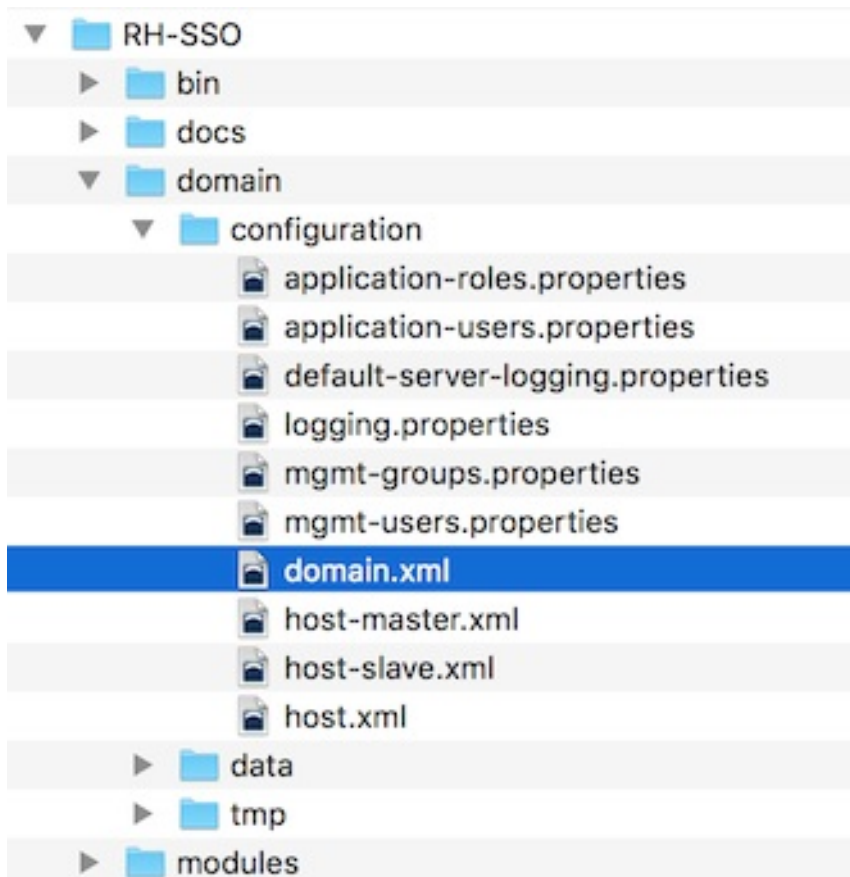 RH-SSO
bin
docs
domain
configuration
application-roles.properties
application-users.properties
default-server-logging.properties
logging.properties
mgmt-groups.properties
mgmt-users.properties
domain.xml
host-master.xml
host-slave.xml
host.xml
data
tmp
modules